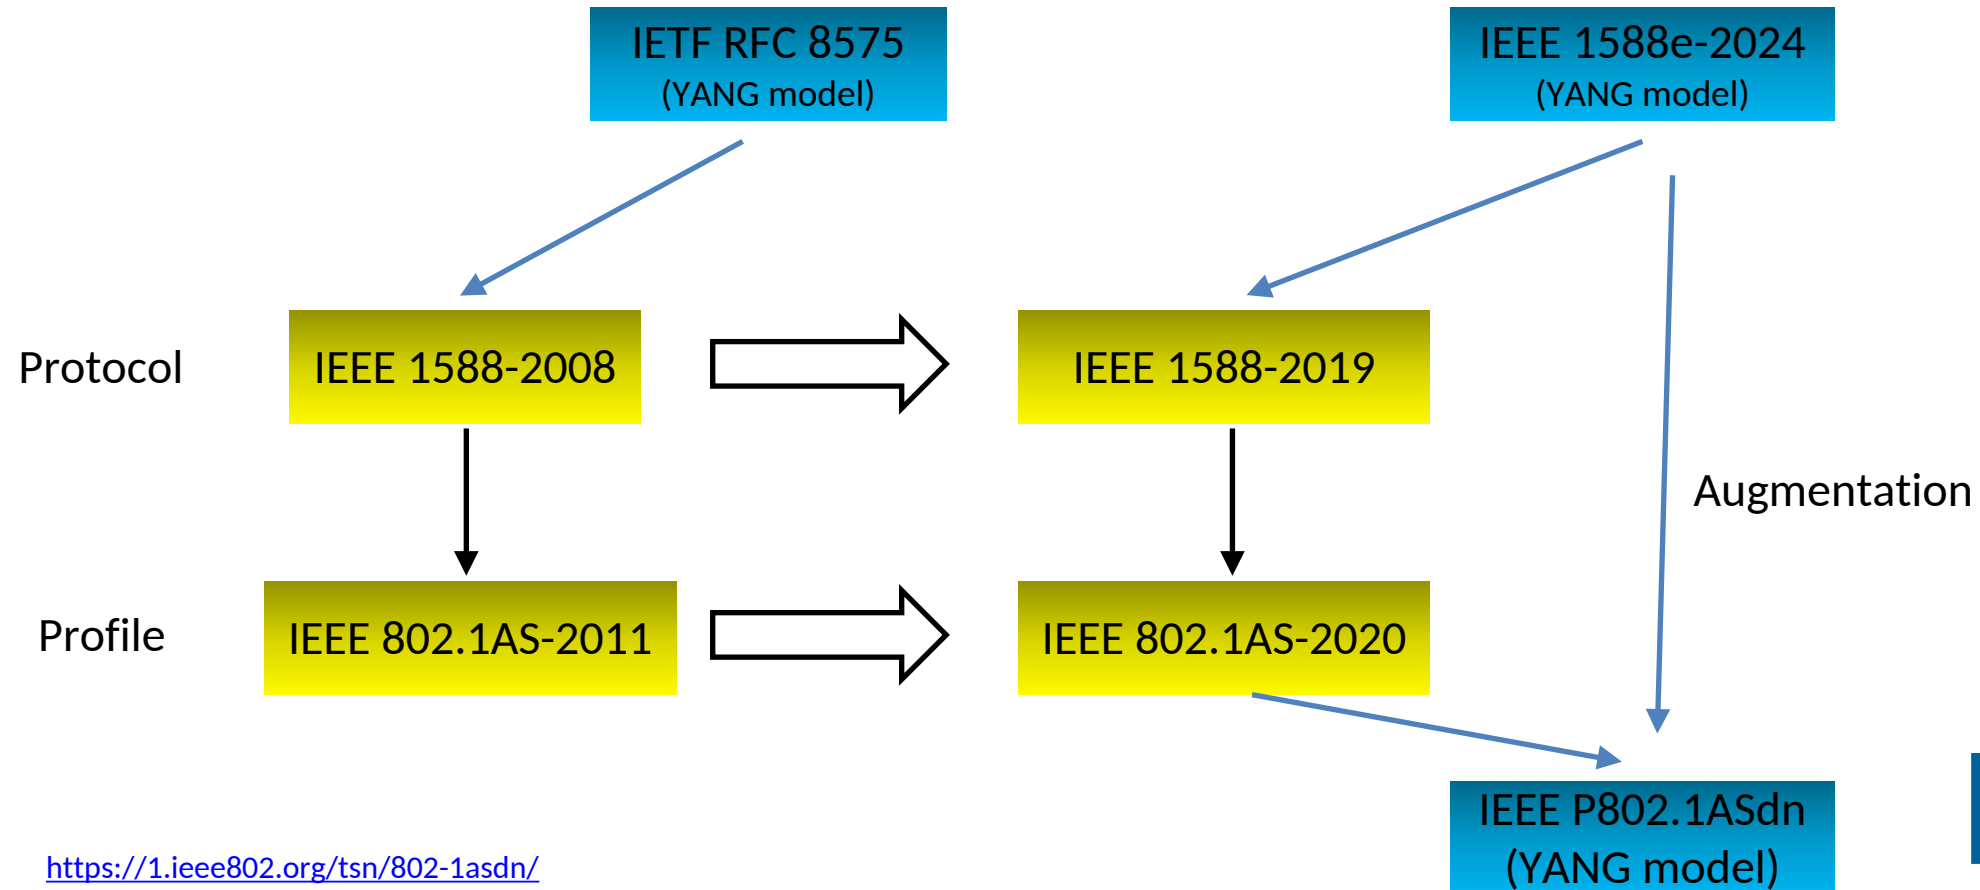 IETF RFC 8575
(YANG model)
IEEE 1588e-2024
(YANG model)
Protocol
IEEE 1588-2008
IEEE 1588-2019
Augmentation
Profile
IEEE 802.1AS-2011
IEEE 802.1AS-2020
IEEE P802.1ASdn
(YANG model)
https://1.ieee802.org/tsn/802-1asdn/